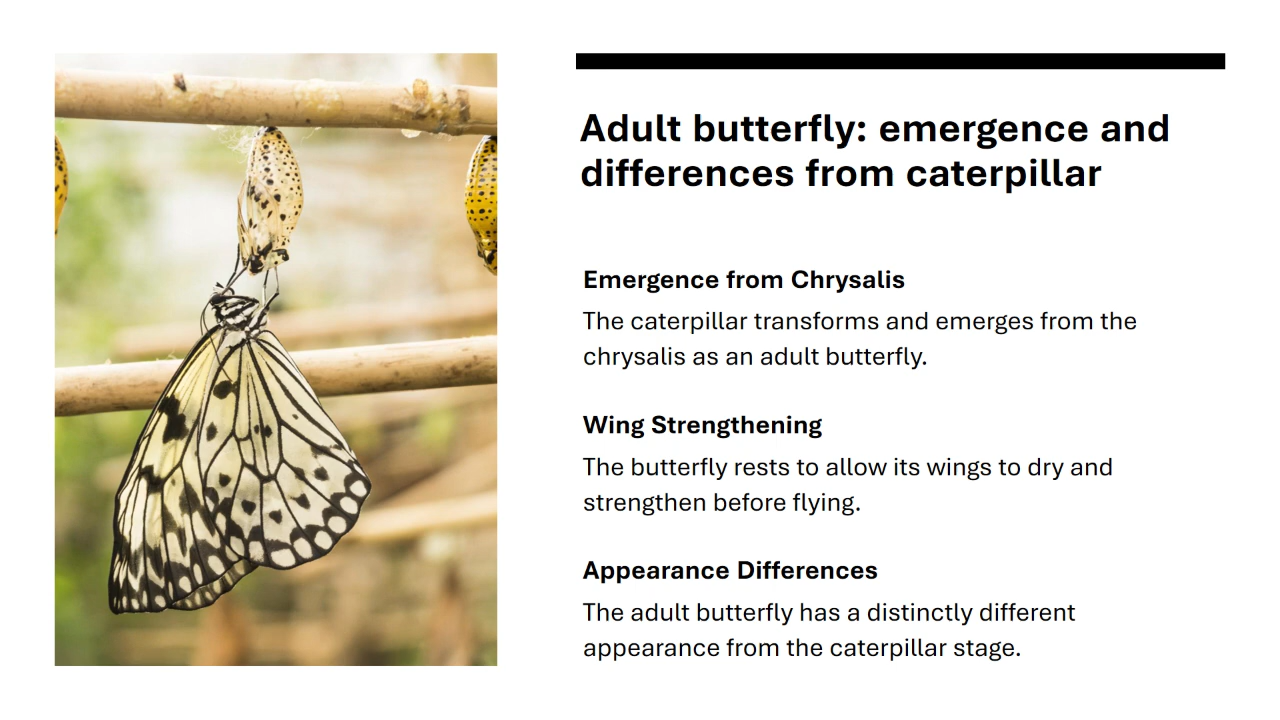 Adult butterfly: emergence and
differences from caterpillar
Emergence from Chrysalis
The caterpillar transforms and emerges from the
chrysalis as an adult butterfly.
Wing Strengthening
The butterfly rests to allow its wings to dry and
strengthen before flying.
Appearance Differences
The adult butterfly has a distinctly different
appearance from the caterpillar stage.